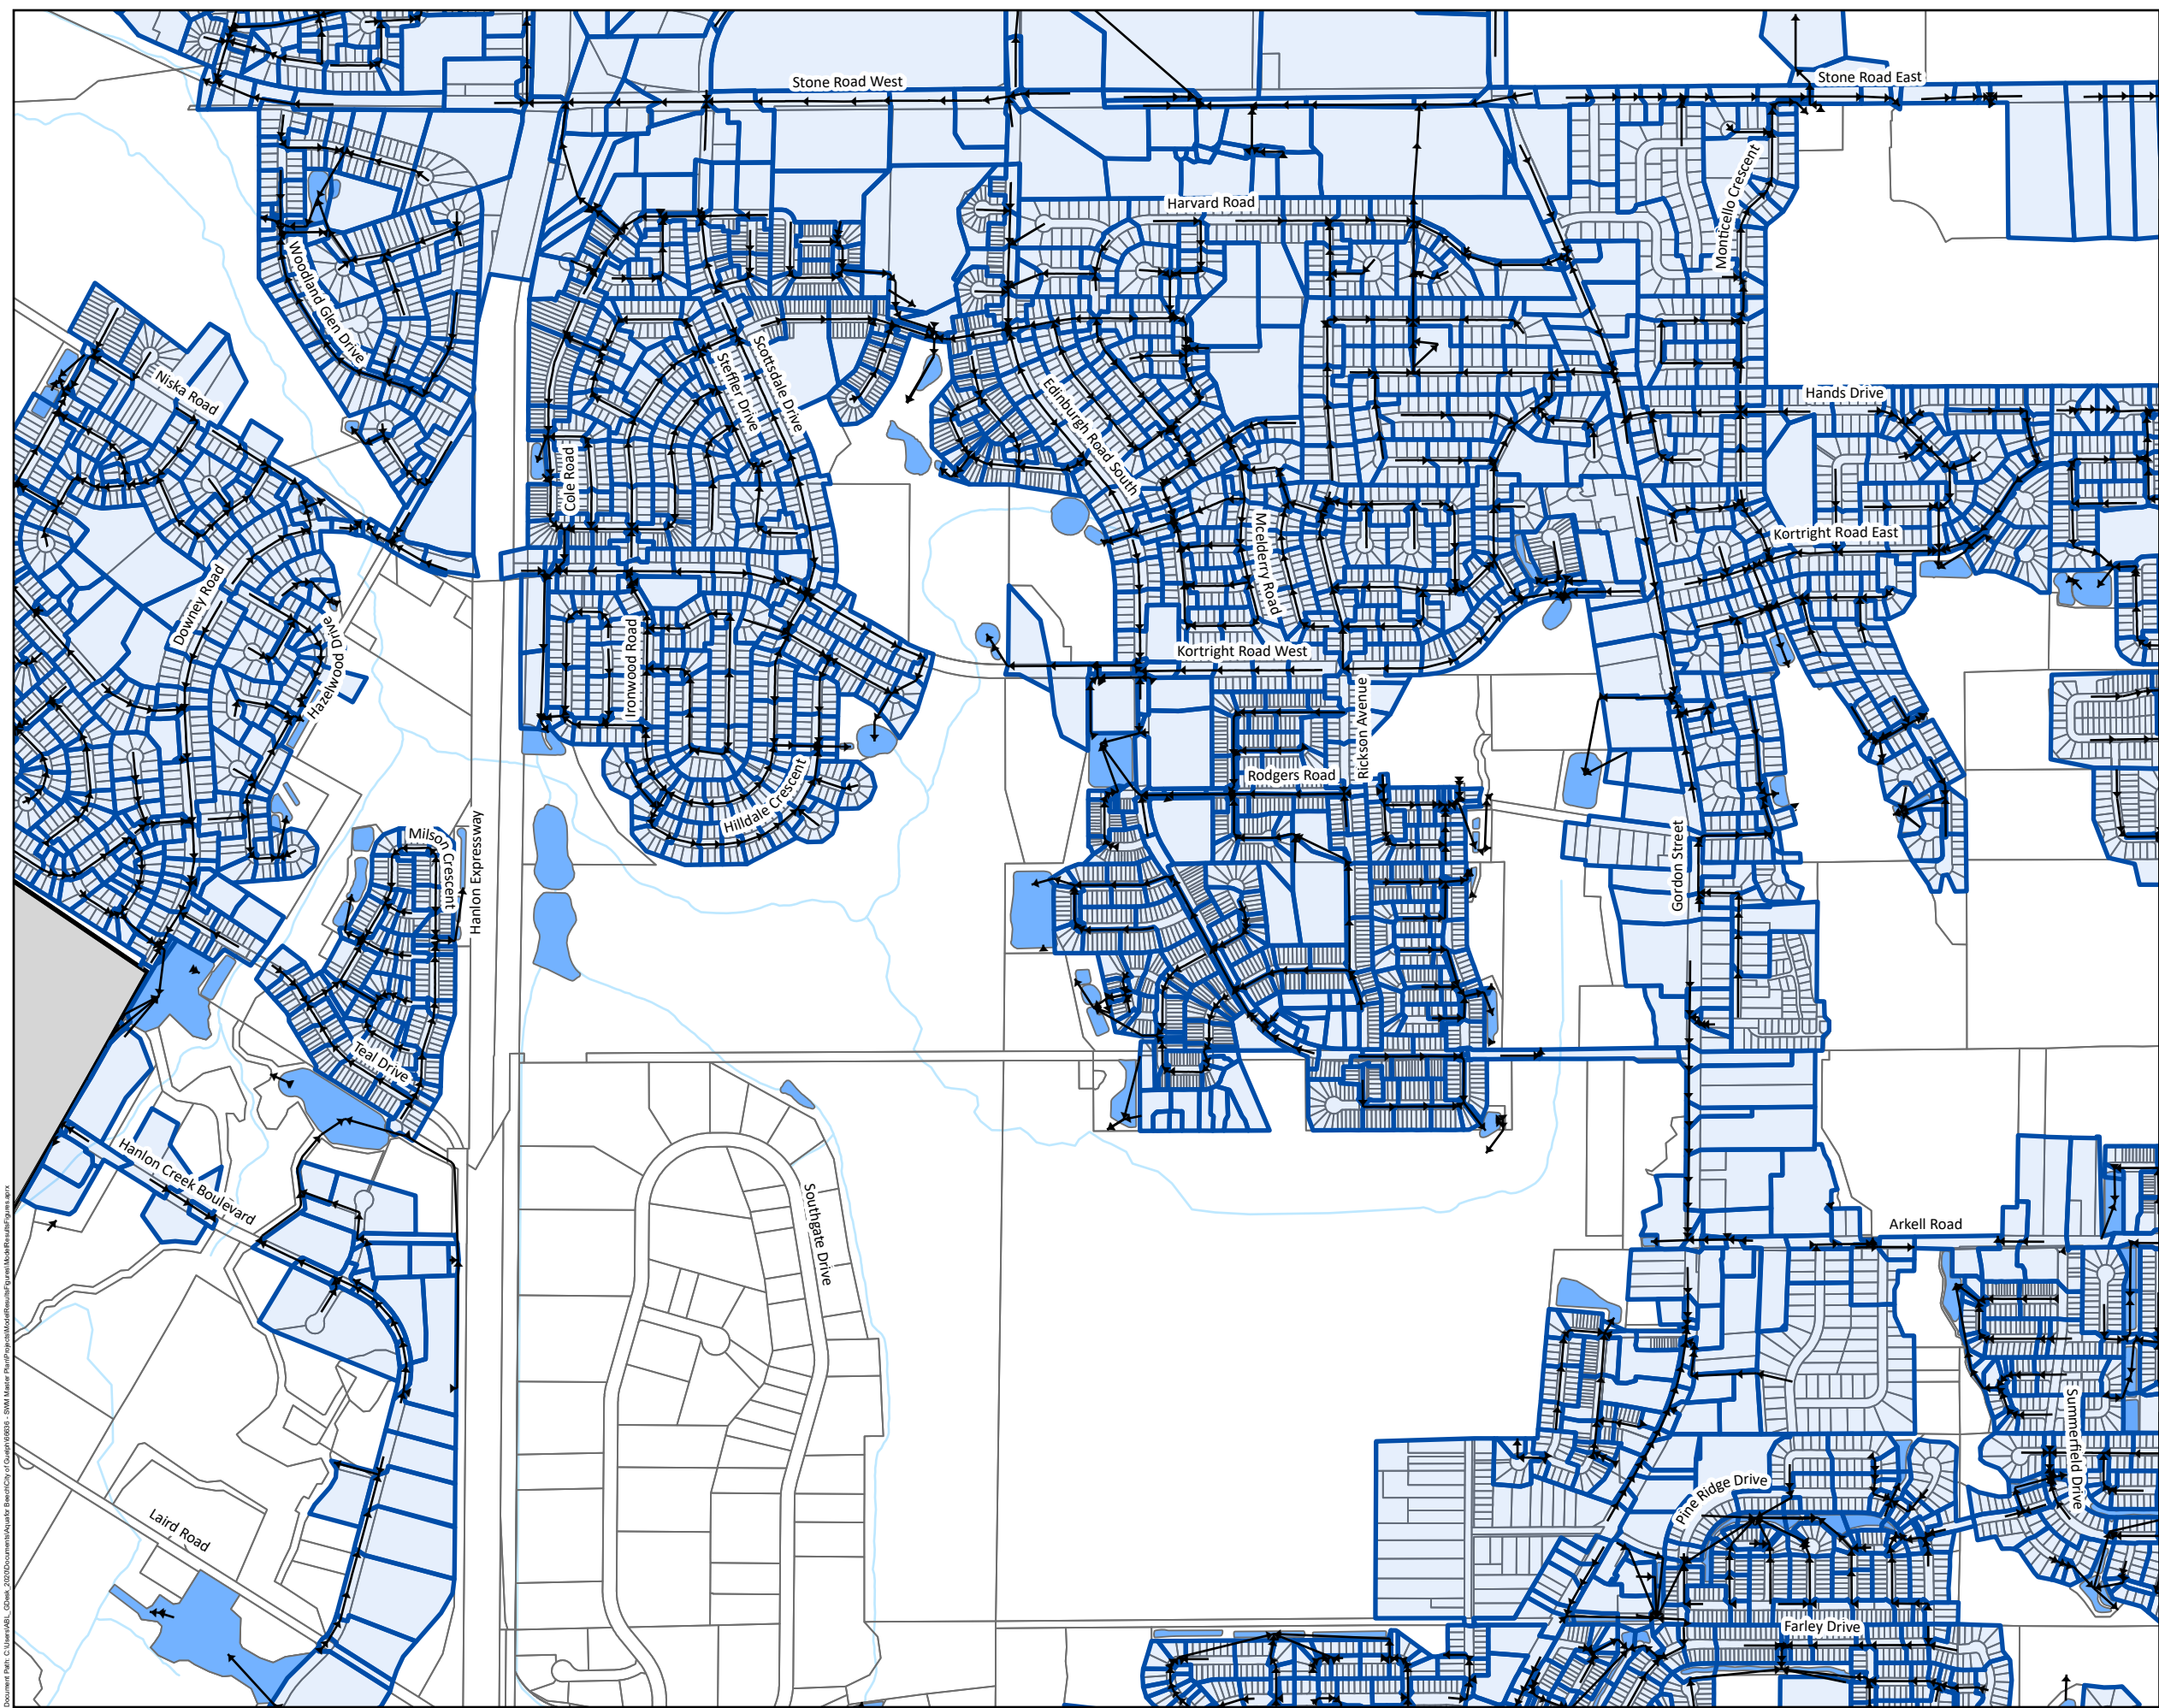 Stone Road West
Stone Road East
Harvard Road
Monticello Crescent
Woodland Glen Drive
Niska Road
Scottsdale Drive
Steffler Drive
Edinburgh Road South
Hands Drive
Cole Road
Kortright Road East
Mcelderry Road
Downey Road
Hazelwood Drive
Ironwood Road
Kortright Road West
Rickson Avenue
Rodgers Road
Hilldale Crescent
Milson Crescent
Hanlon Expressway
Gordon Street
Teal Drive
Hanlon Creek Boulevard
Southgate Drive
Arkell Road
Summerfield Drive
Pine Ridge Drive
Laird Road
Farley Drive